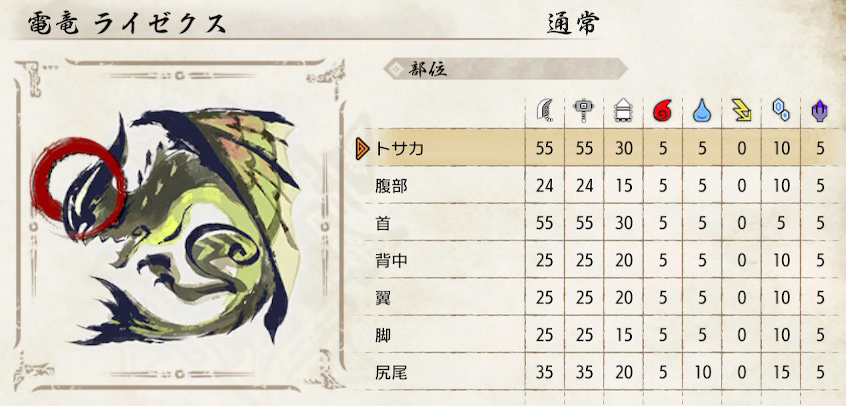 電竜 ライゼクス 通常
部位
トサカ 55 55 30 5 5 0 10 5
腹部 24 24 15 5 5 0 10 5
首 55 55 30 5 5 0 5 5
背中 25 25 20 5 5 0 10 5
翼 25 25 20 5 5 0 10 5
脚 25 25 15 5 5 0 10 5
尻尾 35 35 20 5 10 0 15 5